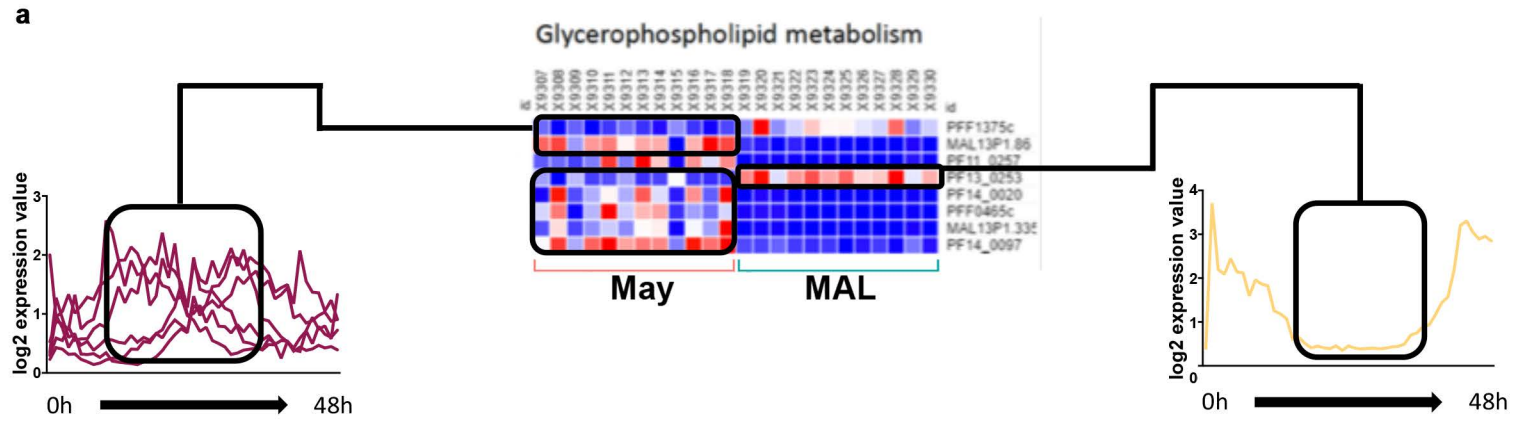 a
Glycerophospholipid metabolism
id
X9307
X9308
X9309
X9310
X9311
X9312
X9313
X9314
X9315
X9316
X9317
X9318
X9319
X9320
X9321
X9322
X9323
X9324
X9325
X9326
X9327
X9328
X9329
X9330
id
PFF1375c
MAL13P1.86
PF11_0257
PF13_0253
PF14_0020
PFF0465c
MAL13P1.335
PF14_0097
May
MAL
log2 expression value
3
2
1
0
0h
48h
log2 expression value
4
3
2
1
0
0h
48h